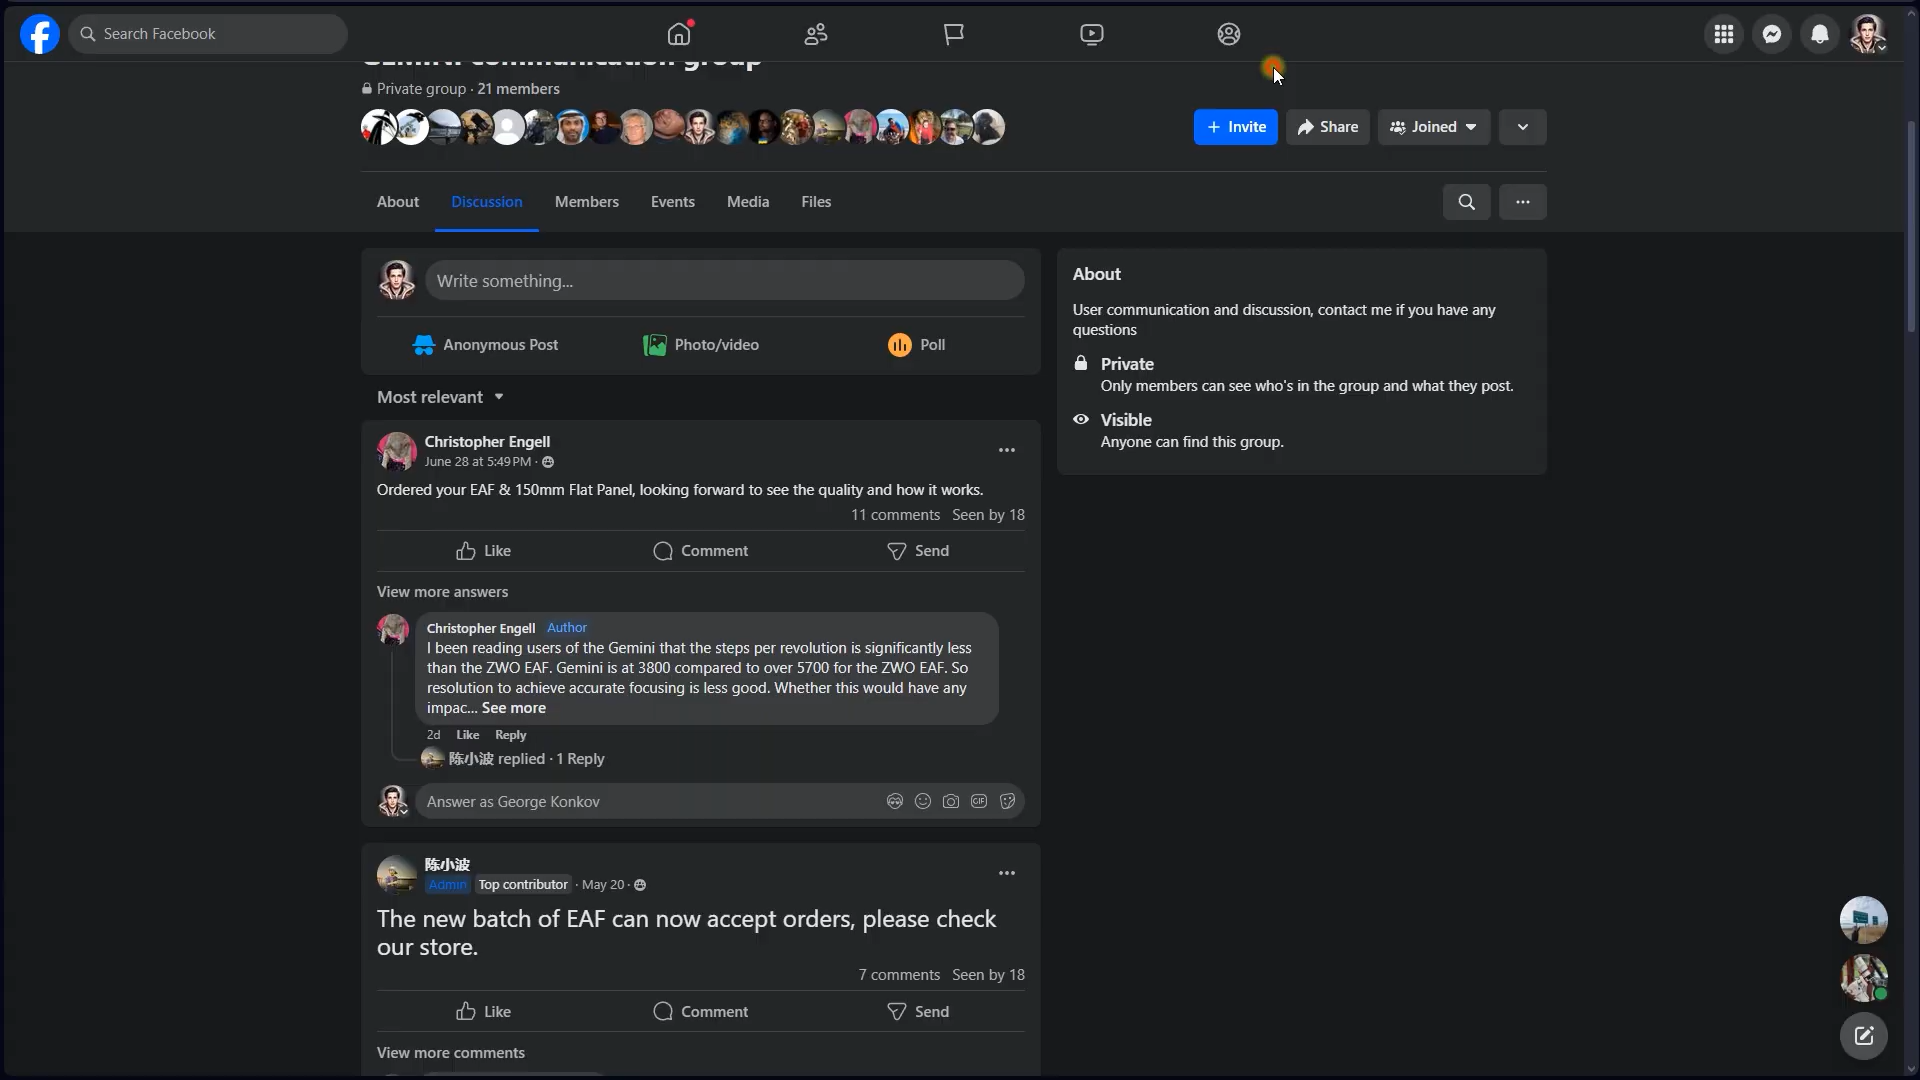 Search Facebook
GEMINI communication group
Private group · 21 members
+ Invite
Share
Joined
About
Discussion
Members
Events
Media
Files
Write something...
Anonymous Post
Photo/video
Poll
Most relevant
Christopher Engell
June 28 at 5:49 PM ·
Ordered your EAF & 150mm Flat Panel, looking forward to see the quality and how it works.
11 comments Seen by 18
Like
Comment
Send
View more answers
Christopher Engell Author
I been reading users of the Gemini that the steps per revolution is significantly less
than the ZWO EAF. Gemini is at 3800 compared to over 5700 for the ZWO EAF. So
resolution to achieve accurate focusing is less good. Whether this would have any
impac... See more
2d Like Reply
陈小波 replied · 1 Reply
Answer as George Konkov
GIF
陈小波
Admin Top contributor · May 20 ·
The new batch of EAF can now accept orders, please check
our store.
7 comments Seen by 18
Like
Comment
Send
View more comments
About
User communication and discussion, contact me if you have any
questions
Private
Only members can see who's in the group and what they post.
Visible
Anyone can find this group.